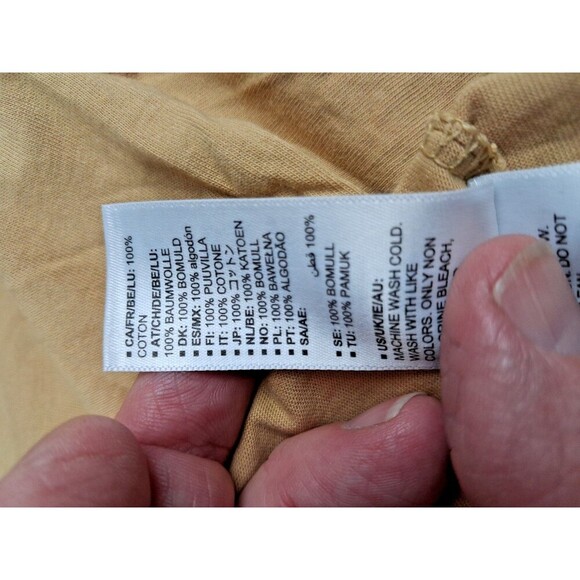 ■ CA/FR/BE/LU: 100%
COTTON
■ AT/CH/DE/BE/LU:
100% BAUMWOLLE
■ DK: 100% BOMULD
■ ES/MX: 100% algodón
■ FI: 100% PUUVILLA
■ IT: 100% COTONE
■ JP: 100% コットン
■ NL/BE: 100% KATOEN
■ NO: 100% BOMULL
■ PL: 100% BAWEŁNA
■ PT: 100% ALGODÃO
■ SA/AE:
100% قطن
■ SE: 100% BOMULL
■ TU: 100% PAMUK
■ US/UK/IE/AU:
MACHINE WASH COLD.
WASH WITH LIKE
COLORS. ONLY NON
BLEACH,
DO NOT